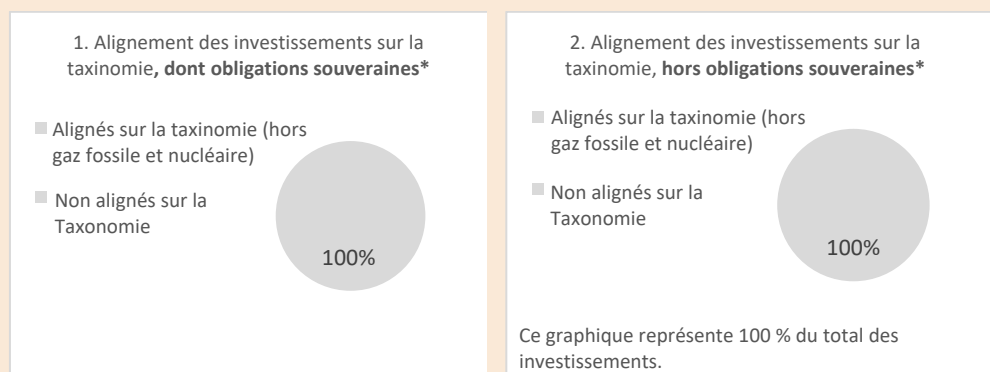 1. Alignement des investissements sur la
taxinomie, dont obligations souveraines*
Alignés sur la taxinomie (hors
gaz fossile et nucléaire)
Non alignés sur la
Taxonomie
100%
2. Alignement des investissements sur la
taxinomie, hors obligations souveraines*
Alignés sur la taxinomie (hors
gaz fossile et nucléaire)
Non alignés sur la
Taxonomie
100%
Ce graphique représente 100 % du total des
investissements.